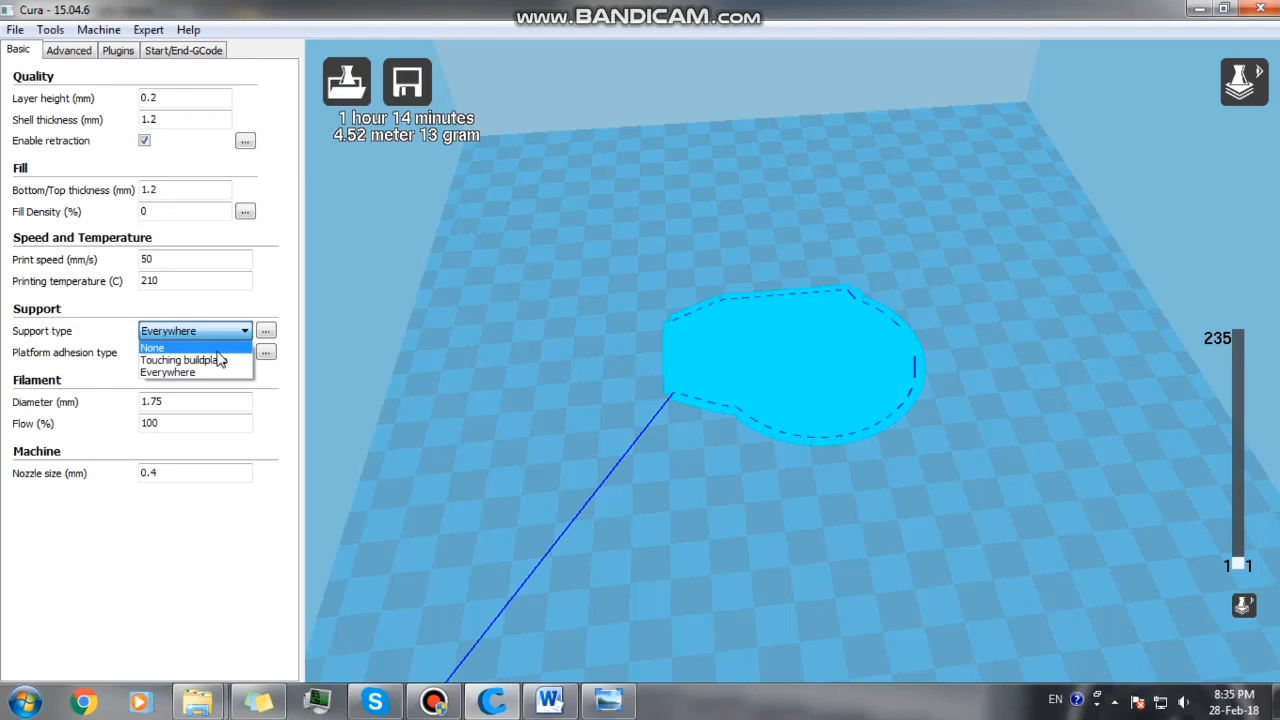 Cura - 15.04.6
www.BANDICAM.com
File Tools Machine Expert Help
Basic Advanced Plugins Start/End-GCode
Quality
Layer height (mm) 0.2
Shell thickness (mm) 1.2
Enable retraction ...
Fill
Bottom/Top thickness (mm) 1.2
Fill Density (%) 0 ...
Speed and Temperature
Print speed (mm/s) 50
Printing temperature (C) 210
Support
Support type Everywhere ...
None
Platform adhesion type ...
Touching buildpla
Everywhere
Filament
Diameter (mm) 1.75
Flow (%) 100
Machine
Nozzle size (mm) 0.4
1 hour 14 minutes
4.52 meter 13 gram
235
1 1
EN
8:35 PM
28-Feb-18